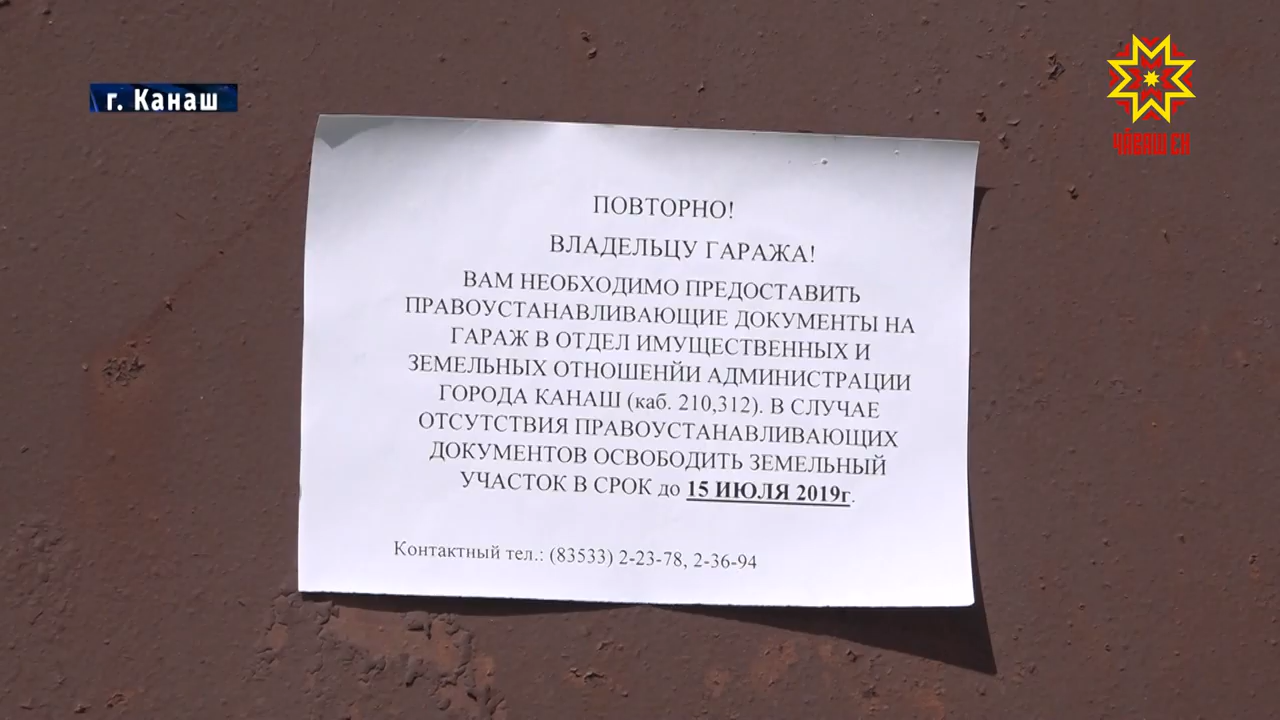 г. Канаш
ЧӐВАШ ЕН
ПОВТОРНО!
ВЛАДЕЛЬЦУ ГАРАЖА!
ВАМ НЕОБХОДИМО ПРЕДОСТАВИТЬ
ПРАВОУСТАНАВЛИВАЮЩИЕ ДОКУМЕНТЫ НА
ГАРАЖ В ОТДЕЛ ИМУЩЕСТВЕННЫХ И
ЗЕМЕЛЬНЫХ ОТНОШЕНЙИ АДМИНИСТРАЦИИ
ГОРОДА КАНАШ (каб. 210,312). В СЛУЧАЕ
ОТСУТСТВИЯ ПРАВОУСТАНАВЛИВАЮЩИХ
ДОКУМЕНТОВ ОСВОБОДИТЬ ЗЕМЕЛЬНЫЙ
УЧАСТОК В СРОК до 15 ИЮЛЯ 2019г.
Контактный тел.: (83533) 2-23-78, 2-36-94